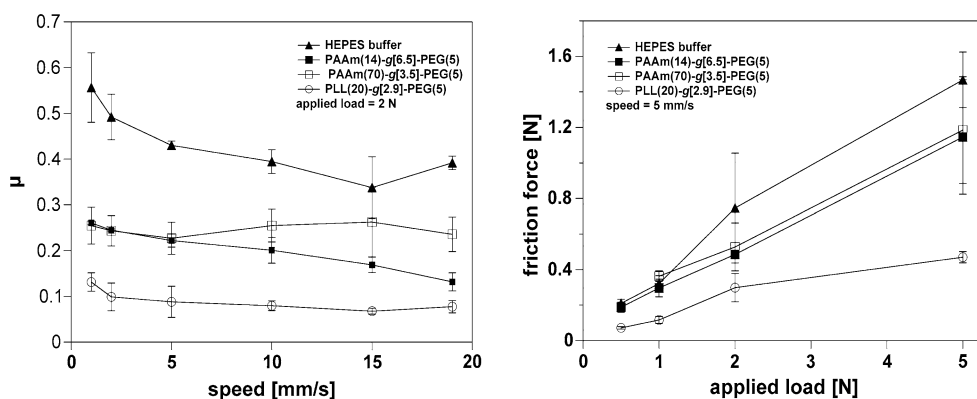 0.7
0.6
0.5
0.4
0.3
0.2
0.1
0
µ
HEPES buffer
PAAm(14)-g[6.5]-PEG(5)
PAAm(70)-g[3.5]-PEG(5)
PLL(20)-g[2.9]-PEG(5)
applied load = 2 N
0 5 10 15 20
speed [mm/s]
1.6
1.2
0.8
0.4
0
friction force [N]
HEPES buffer
PAAm(14)-g[6.5]-PEG(5)
PAAm(70)-g[3.5]-PEG(5)
PLL(20)-g[2.9]-PEG(5)
speed = 5 mm/s
0 1 2 3 4 5
applied load [N]